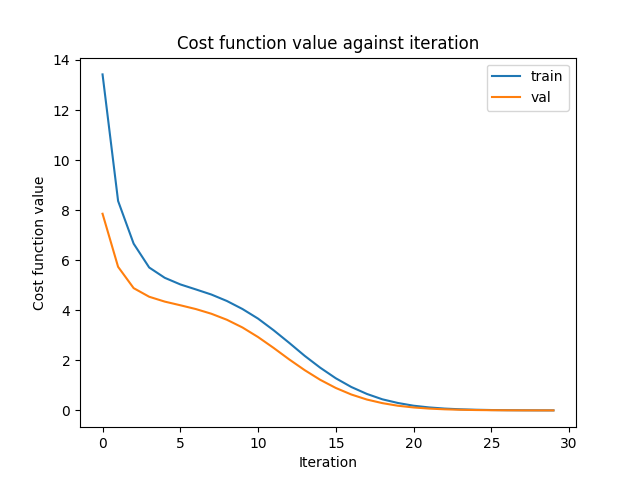 Cost function value against iteration
14
12
10
8
6
4
2
0
Cost function value
train
val
0 5 10 15 20 25 30
Iteration